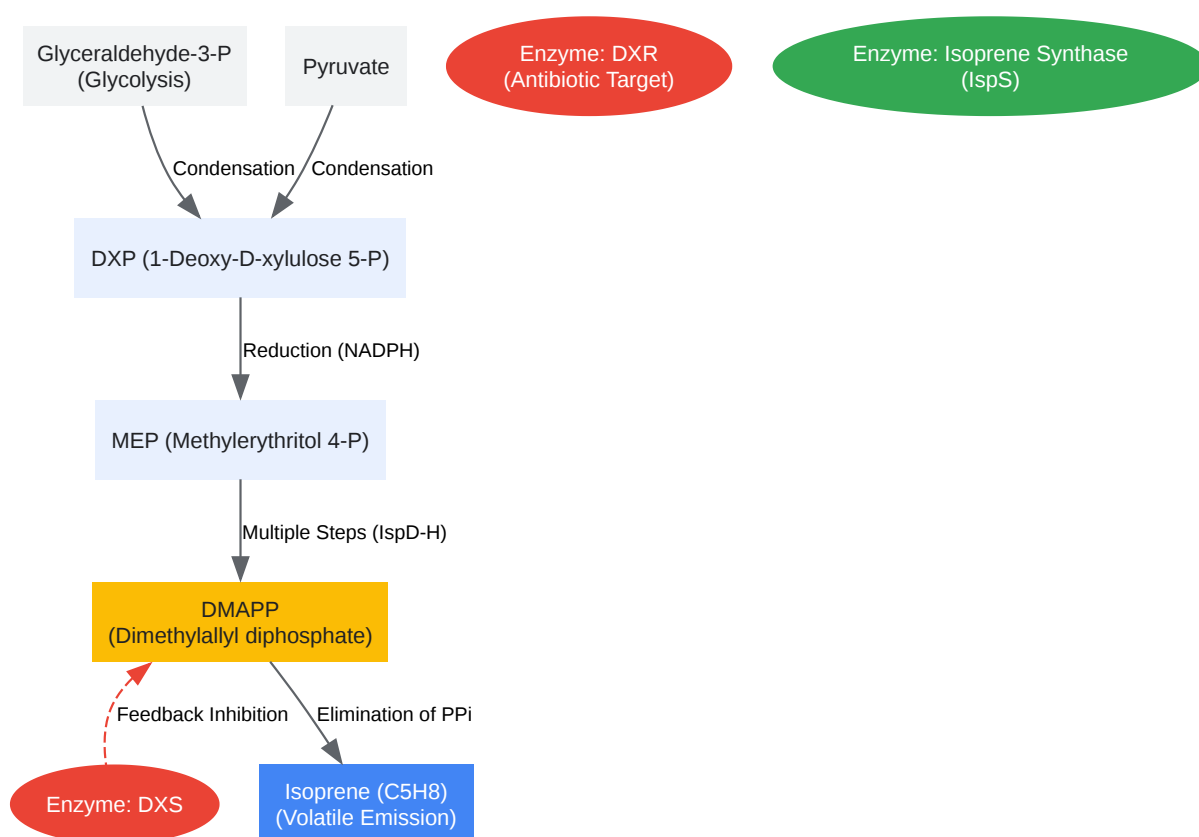 Glyceraldehyde-3-P
(Glycolysis)
Pyruvate
Enzyme: DXR
(Antibiotic Target)
Enzyme: Isoprene Synthase
(IspS)
Condensation
Condensation
DXP (1-Deoxy-D-xylulose 5-P)
Reduction (NADPH)
MEP (Methylerythritol 4-P)
Multiple Steps (IspD-H)
DMAPP
(Dimethylallyl diphosphate)
Feedback Inhibition
Elimination of PPi
Enzyme: DXS
Isoprene (C5H8)
(Volatile Emission)